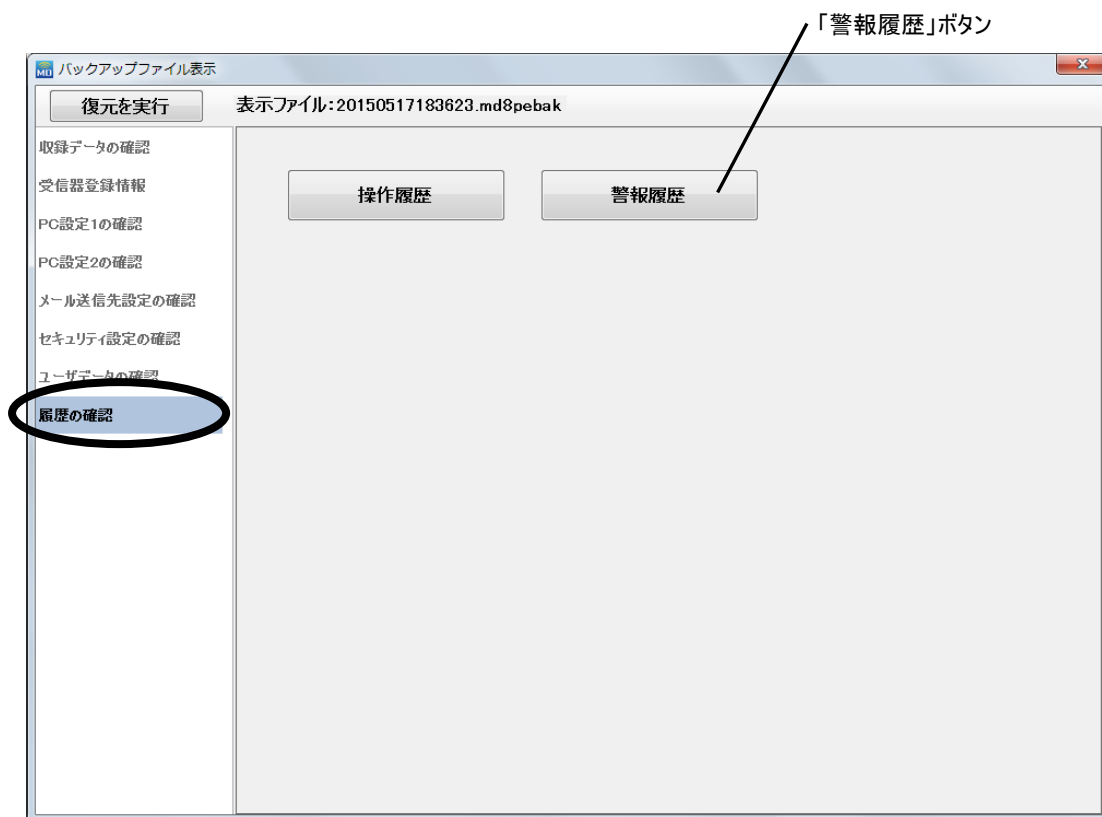 「警報履歴」ボタン
MD バックアップファイル表示
復元を実行 表示ファイル:20150517183623.md8pebak
収録データの確認
受信器登録情報
操作履歴 警報履歴
PC設定1の確認
PC設定2の確認
メール送信先設定の確認
セキュリティ設定の確認
ユーザデータの確認
履歴の確認